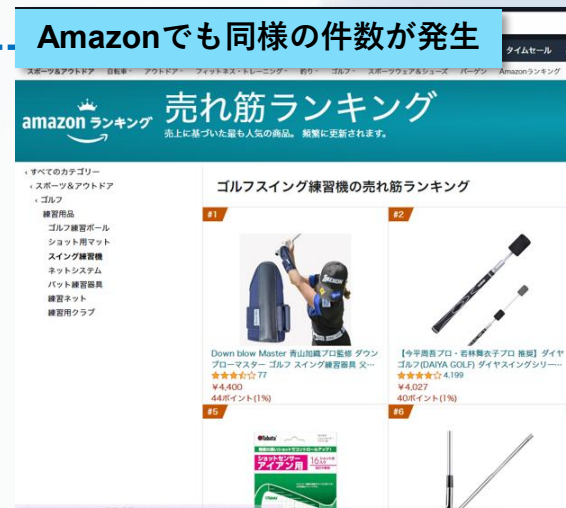 Amazonでも同様の件数が発生
タイムセール
スポーツ&アウトドア 自転車 アウトドア フィットネス・トレーニング 釣り ゴルフ スポーツウェア&シューズ バーゲン Amazonランキング
amazon ランキング
売れ筋ランキング
売上に基づいた最も人気の商品。 頻繁に更新されます。
‹ すべてのカテゴリー
‹ スポーツ&アウトドア
‹ ゴルフ
練習用品
ゴルフ練習ボール
ショット用マット
スイング練習機
ネットシステム
パット練習器具
練習ネット
練習用クラブ
ゴルフスイング練習機の売れ筋ランキング
#1
Down blow Master 青山加織プロ監修 ダウン
ブローマスター ゴルフ スイング練習器具 父…
77
¥4,400
44ポイント(1%)
#2
【今平周吾プロ・若林舞衣子プロ 推奨】ダイヤ
ゴルフ(DAIYA GOLF) ダイヤスイングシリー…
4,199
¥4,027
40ポイント(1%)
#5
Tabata
ショットセンサー
アイアン用
16
#6